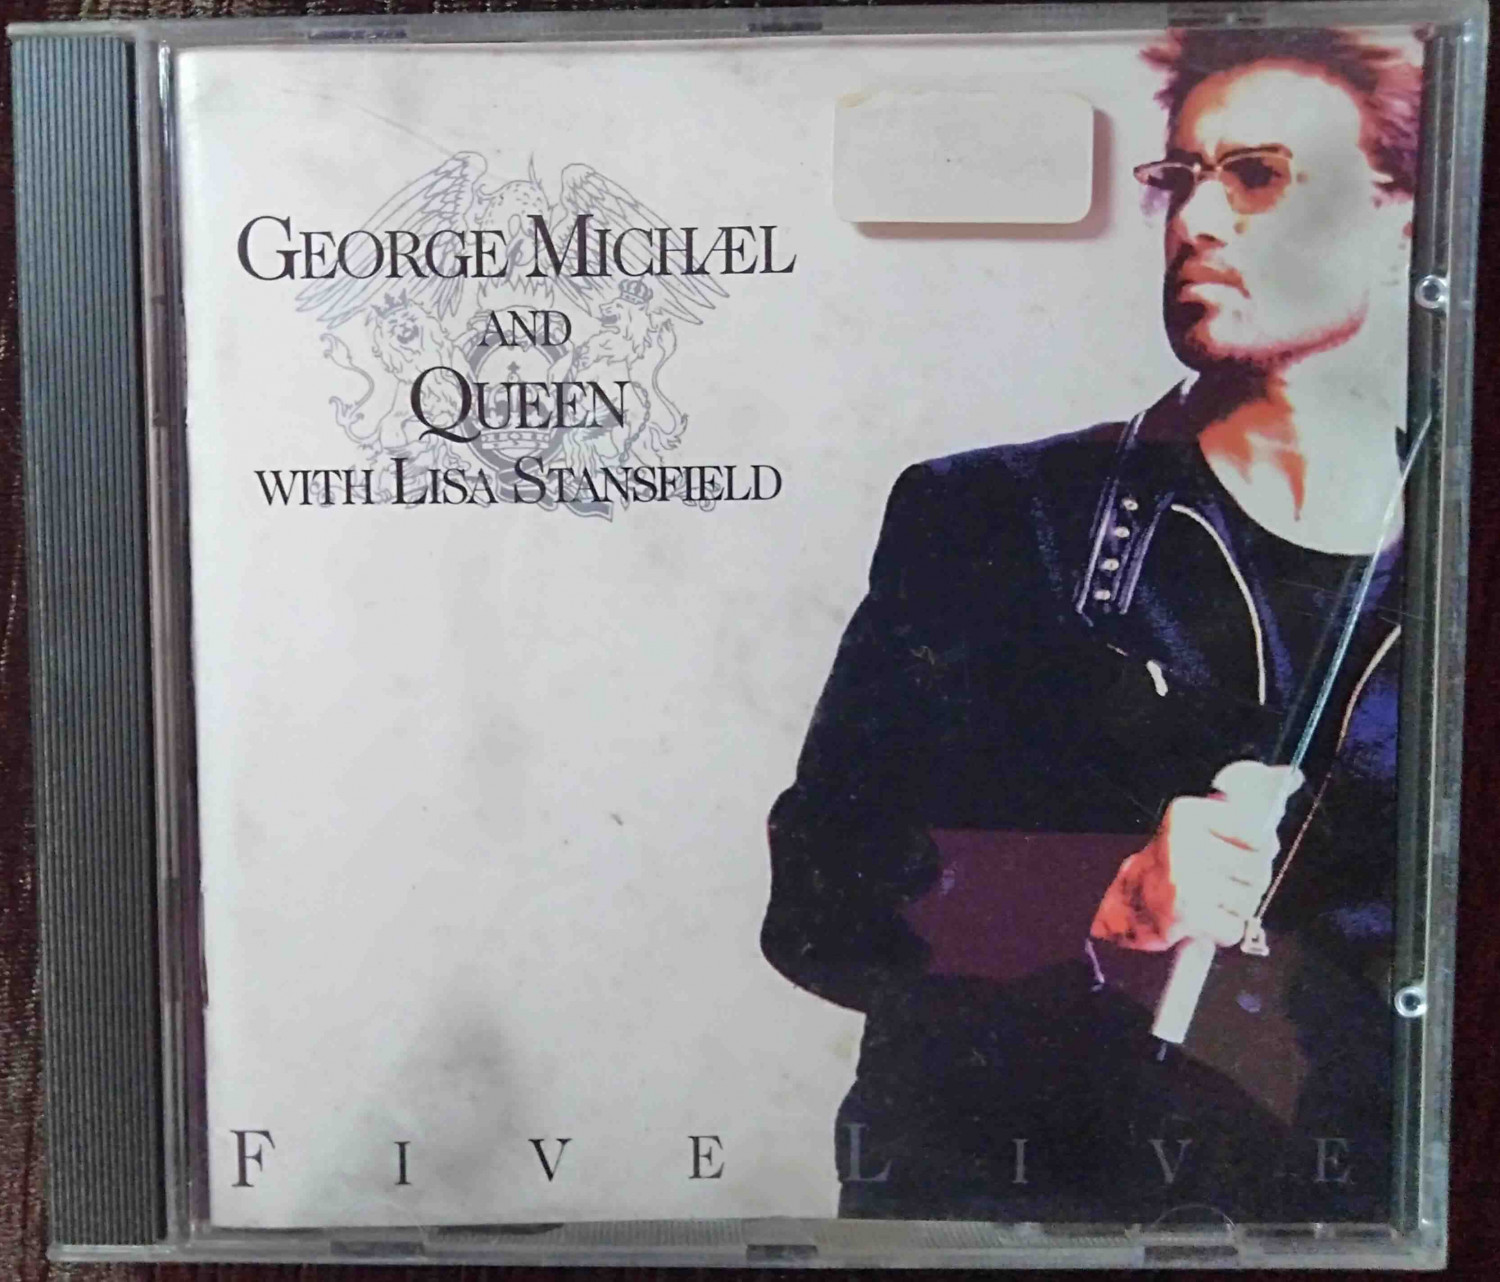 GEORGE MICHÆL
AND
QUEEN
WITH LISA STANSFIELD
FIVE LIVE